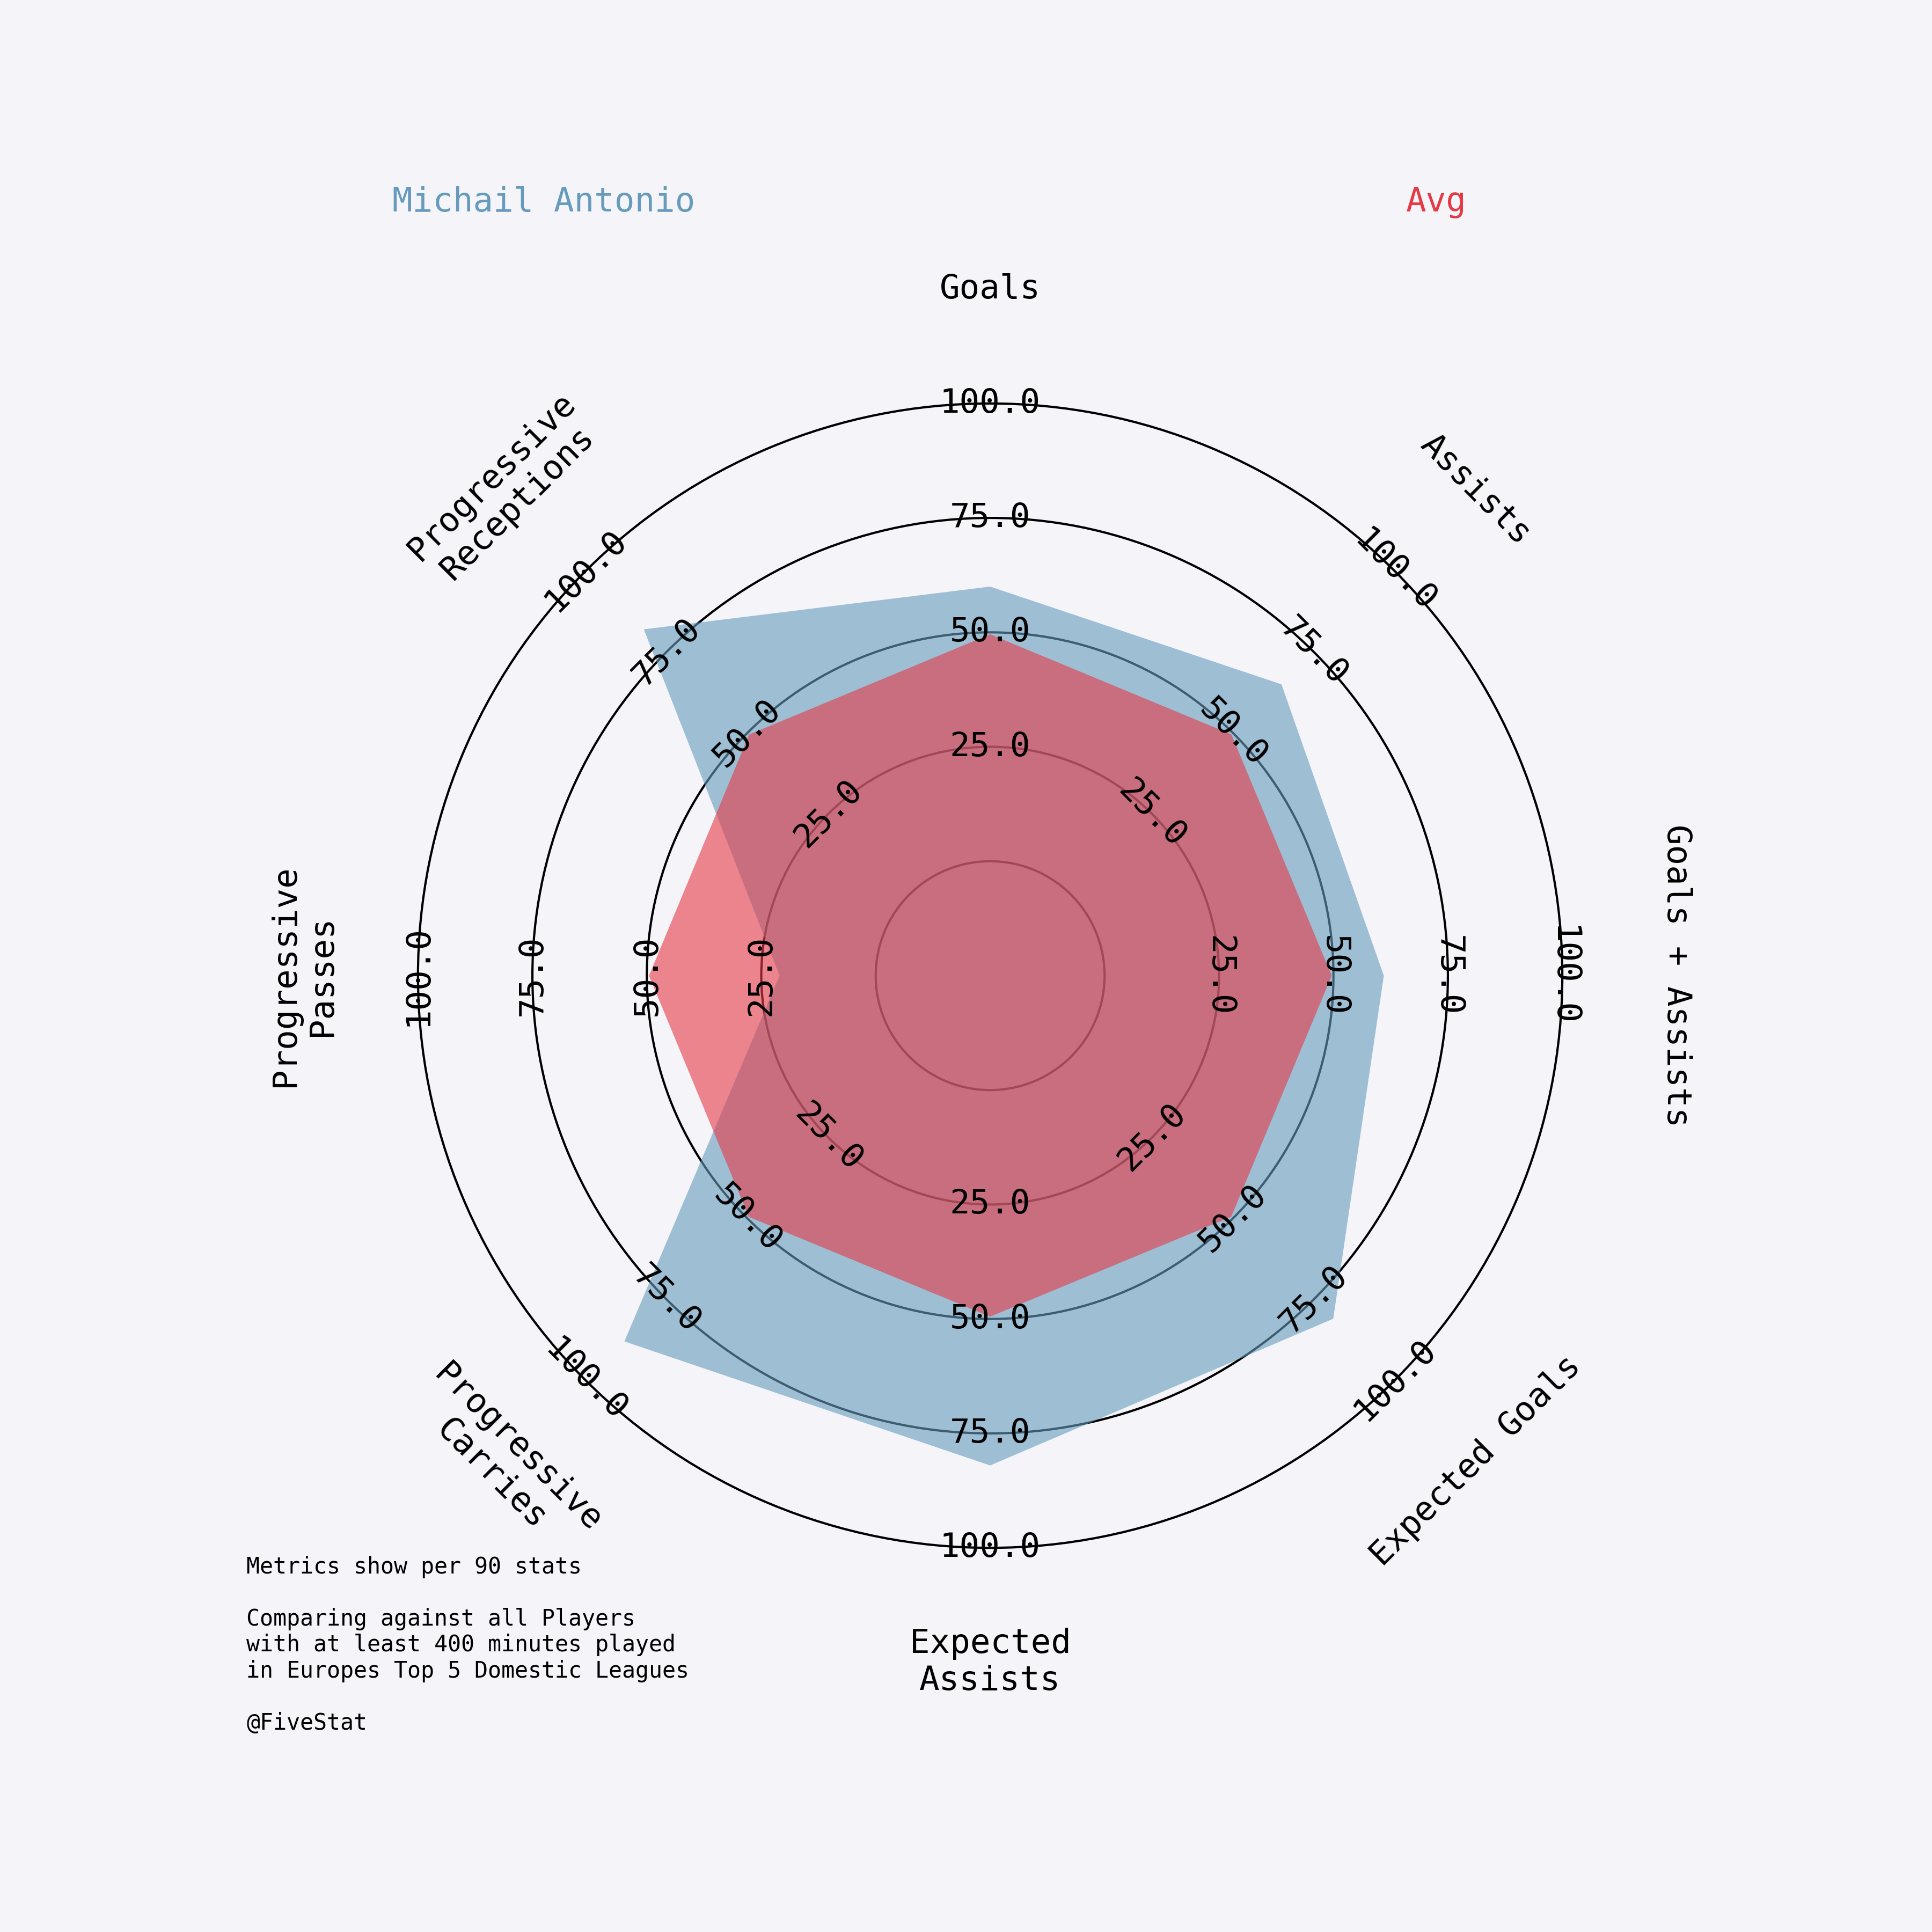 Michail Antonio
Avg
Goals
Assists
Goals + Assists
Expected Goals
Expected
Assists
Progressive
Carries
Progressive
Passes
Progressive
Receptions
25.0
50.0
75.0
100.0
25.0
50.0
75.0
100.0
25.0
50.0
75.0
100.0
25.0
50.0
75.0
100.0
25.0
50.0
75.0
100.0
25.0
50.0
75.0
100.0
25.0
50.0
75.0
100.0
25.0
50.0
75.0
100.0
Metrics show per 90 stats
Comparing against all Players
with at least 400 minutes played
in Europes Top 5 Domestic Leagues
@FiveStat